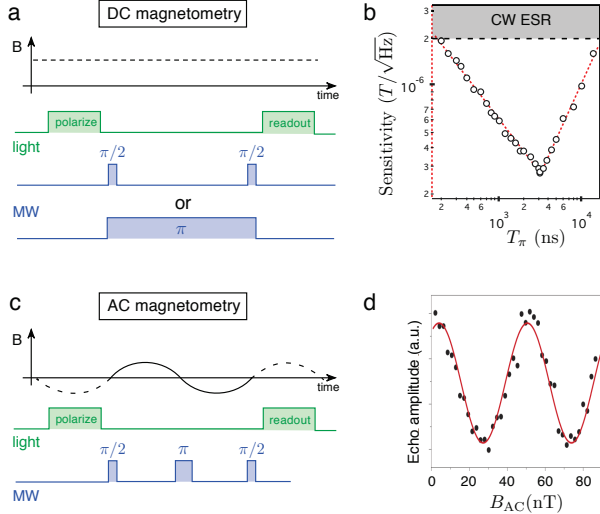 a
DC magnetometry
B
time
polarize
readout
light
π/2
π/2
MW
or
π
b
CW ESR
Sensitivity (T/√Hz)
3
2
10⁻⁶
8
7
6
5
4
3
2
2
4
6
10³
2
4
6
10⁴
T_π (ns)
c
AC magnetometry
B
time
polarize
readout
light
π/2
π
π/2
MW
d
Echo amplitude (a.u.)
0
20
40
60
80
B_AC(nT)